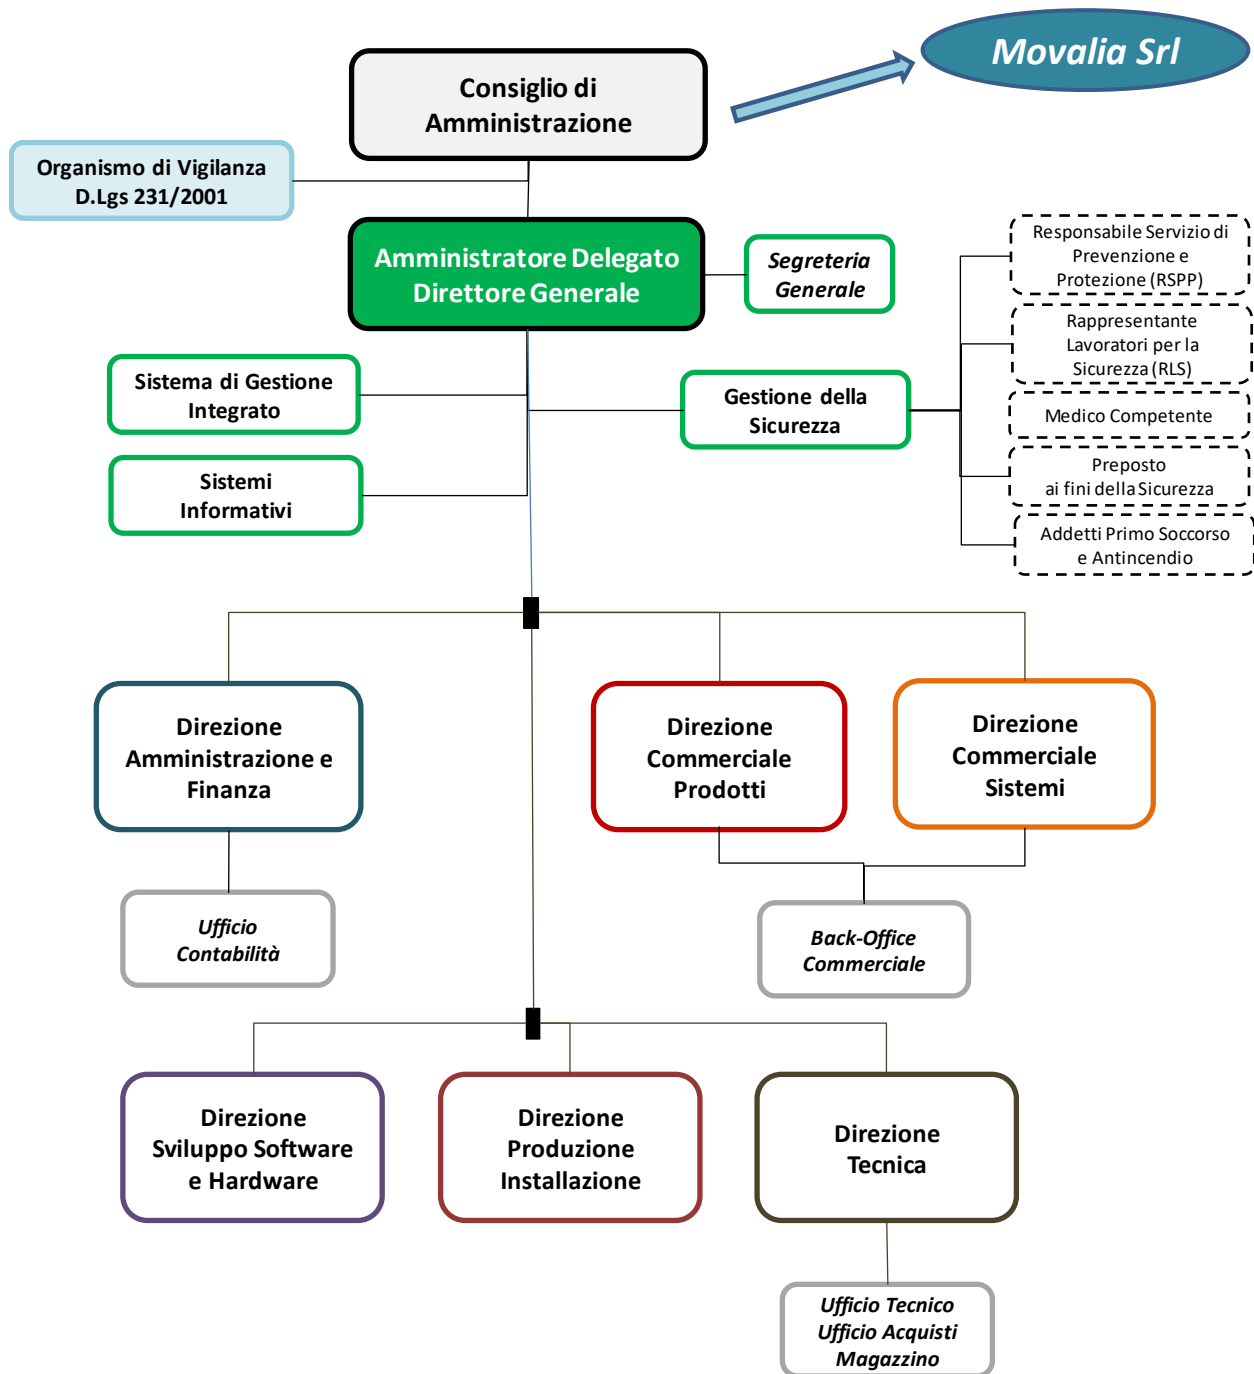 Movalia Srl
Consiglio di
Amministrazione
Organismo di Vigilanza
D.Lgs 231/2001
Amministratore Delegato
Direttore Generale
Segreteria
Generale
Responsabile Servizio di
Prevenzione e
Protezione (RSPP)
Rappresentante
Lavoratori per la
Sicurezza (RLS)
Medico Competente
Preposto
ai fini della Sicurezza
Addetti Primo Soccorso
e Antincendio
Sistema di Gestione
Integrato
Gestione della
Sicurezza
Sistemi
Informativi
Direzione
Amministrazione e
Finanza
Direzione
Commerciale
Prodotti
Direzione
Commerciale
Sistemi
Ufficio
Contabilità
Back-Office
Commerciale
Direzione
Sviluppo Software
e Hardware
Direzione
Produzione
Installazione
Direzione
Tecnica
Ufficio Tecnico
Ufficio Acquisti
Magazzino